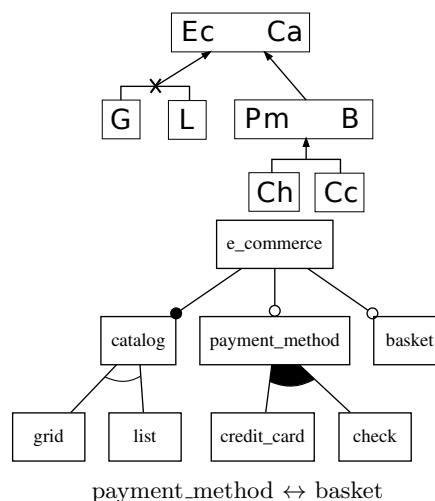 Ec Ca
G L
Pm B
Ch Cc
e_commerce
catalog payment_method basket
grid list credit_card check
payment_method ↔ basket